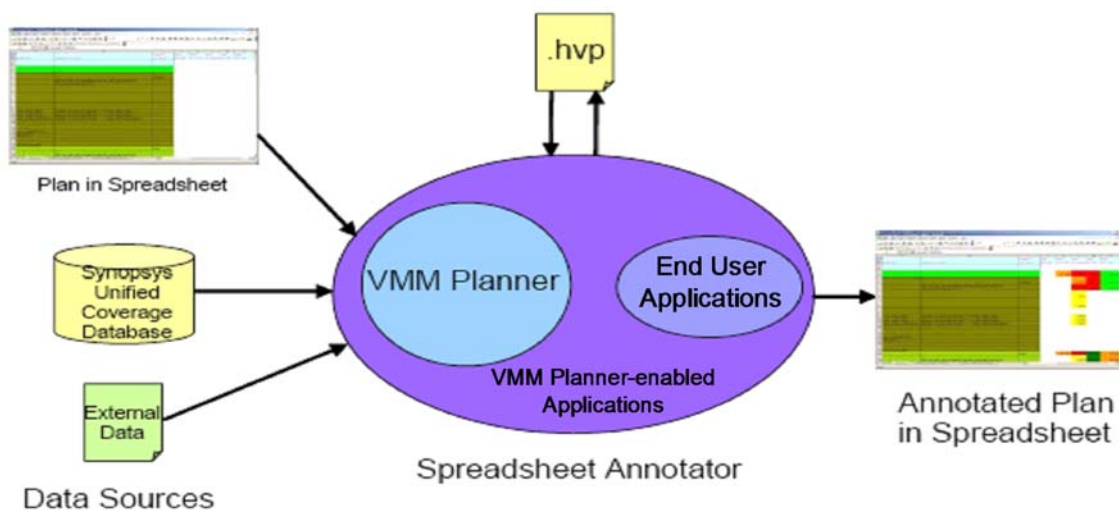 .hvp
Plan in Spreadsheet
Synopsys
Unified
Coverage
Database
VMM Planner
End User
Applications
VMM Planner-enabled
Applications
External
Data
Annotated Plan
in Spreadsheet
Spreadsheet Annotator
Data Sources